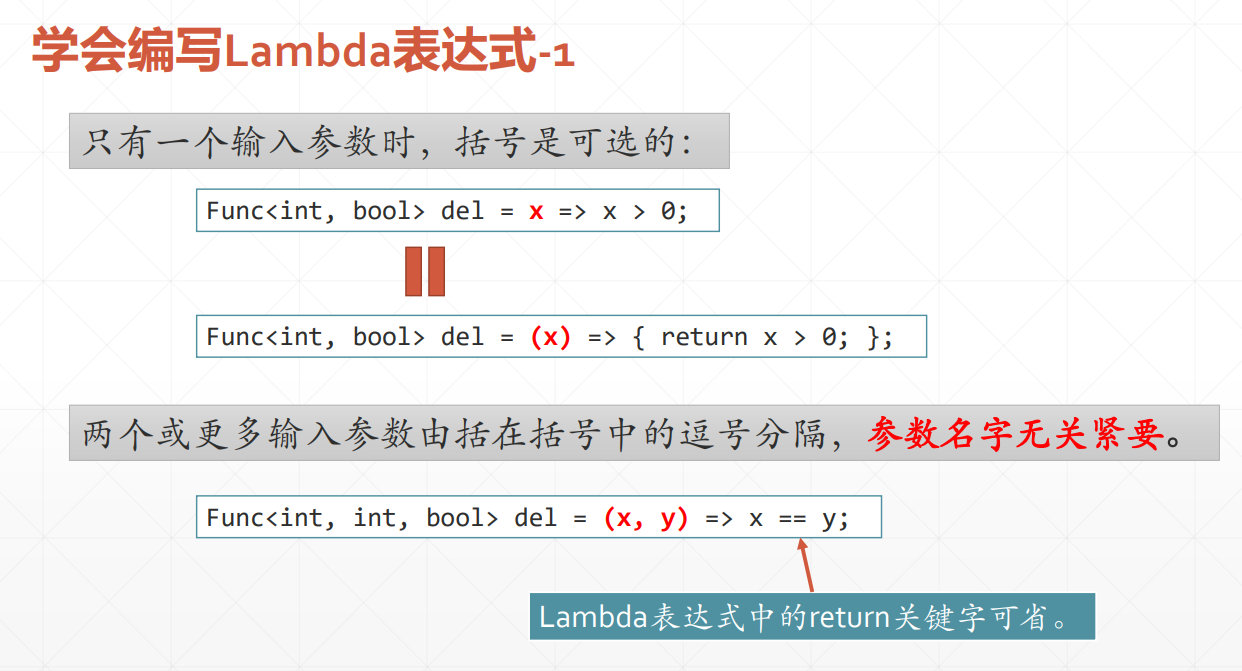 学会编写Lambda表达式-1
只有一个输入参数时，括号是可选的：
Func<int, bool> del = x => x > 0;
Func<int, bool> del = (x) => { return x > 0; };
两个或更多输入参数由括在括号中的逗号分隔，参数名字无关紧要。
Func<int, int, bool> del = (x, y) => x == y;
Lambda表达式中的return关键字可省。